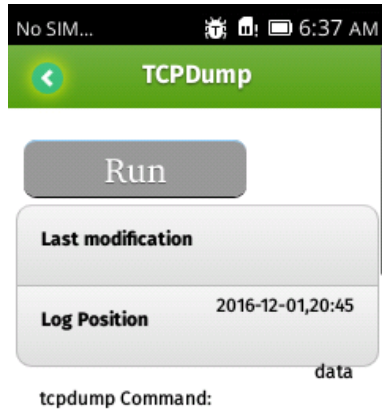 No SIM... 6:37 AM
TCPDump
Run
Last modification
2016-12-01,20:45
Log Position
data
tcpdump Command: